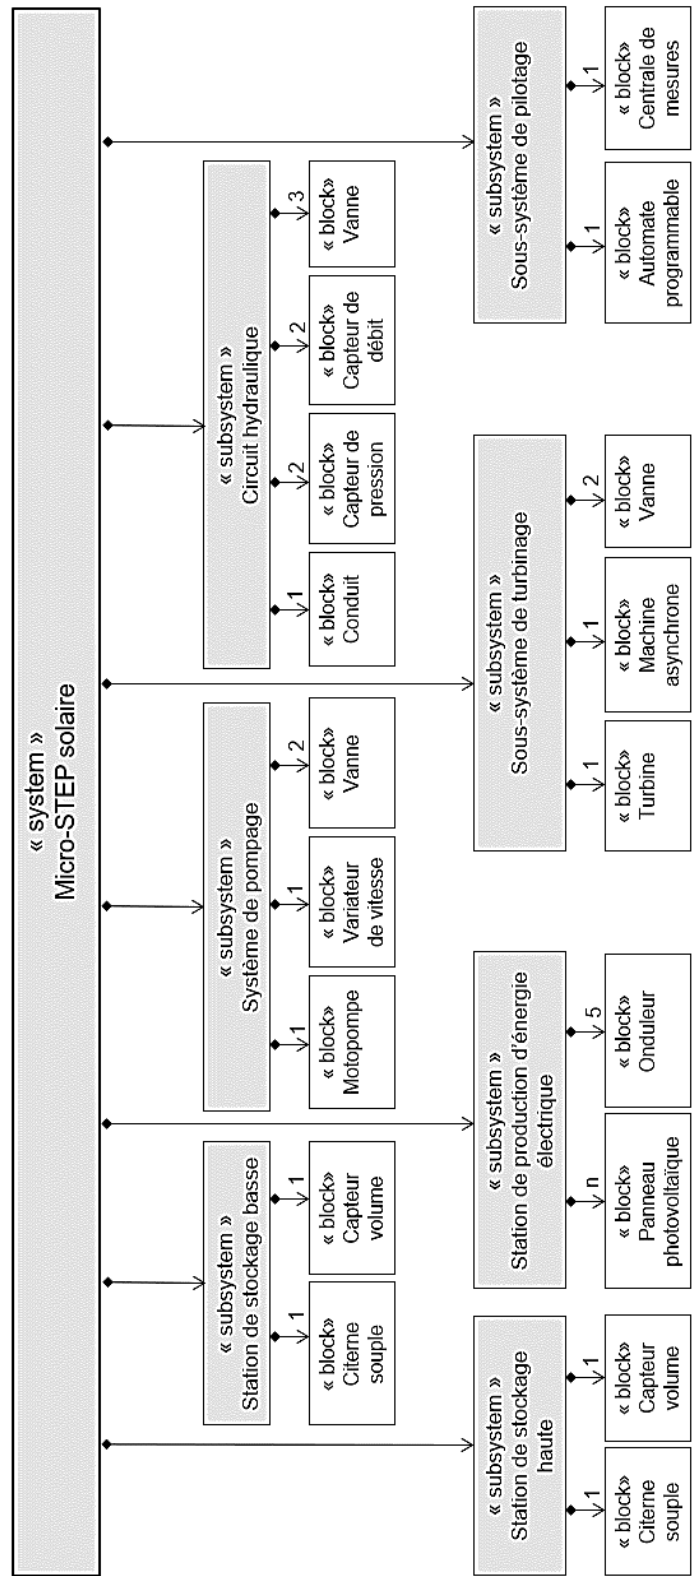 « system »
Micro-STEP solaire
« subsystem »
Station de stockage basse
1
« block»
Citerne
souple
1
« block»
Capteur
volume
« subsystem »
Système de pompage
1
« block»
Motopompe
1
« block»
Variateur
de vitesse
2
« block»
Vanne
« subsystem »
Circuit hydraulique
1
« block»
Conduit
2
« block»
Capteur de
pression
2
« block»
Capteur de
débit
3
« block»
Vanne
« subsystem »
Station de stockage
haute
1
« block»
Citerne
souple
1
« block»
Capteur
volume
« subsystem »
Station de production d'énergie
électrique
n
« block»
Panneau
photovoltaïque
5
« block»
Onduleur
« subsystem »
Sous-système de turbinage
1
« block»
Turbine
1
« block»
Machine
asynchrone
2
« block»
Vanne
« subsystem »
Sous-système de pilotage
1
« block»
Automate
programmable
1
« block»
Centrale de
mesures